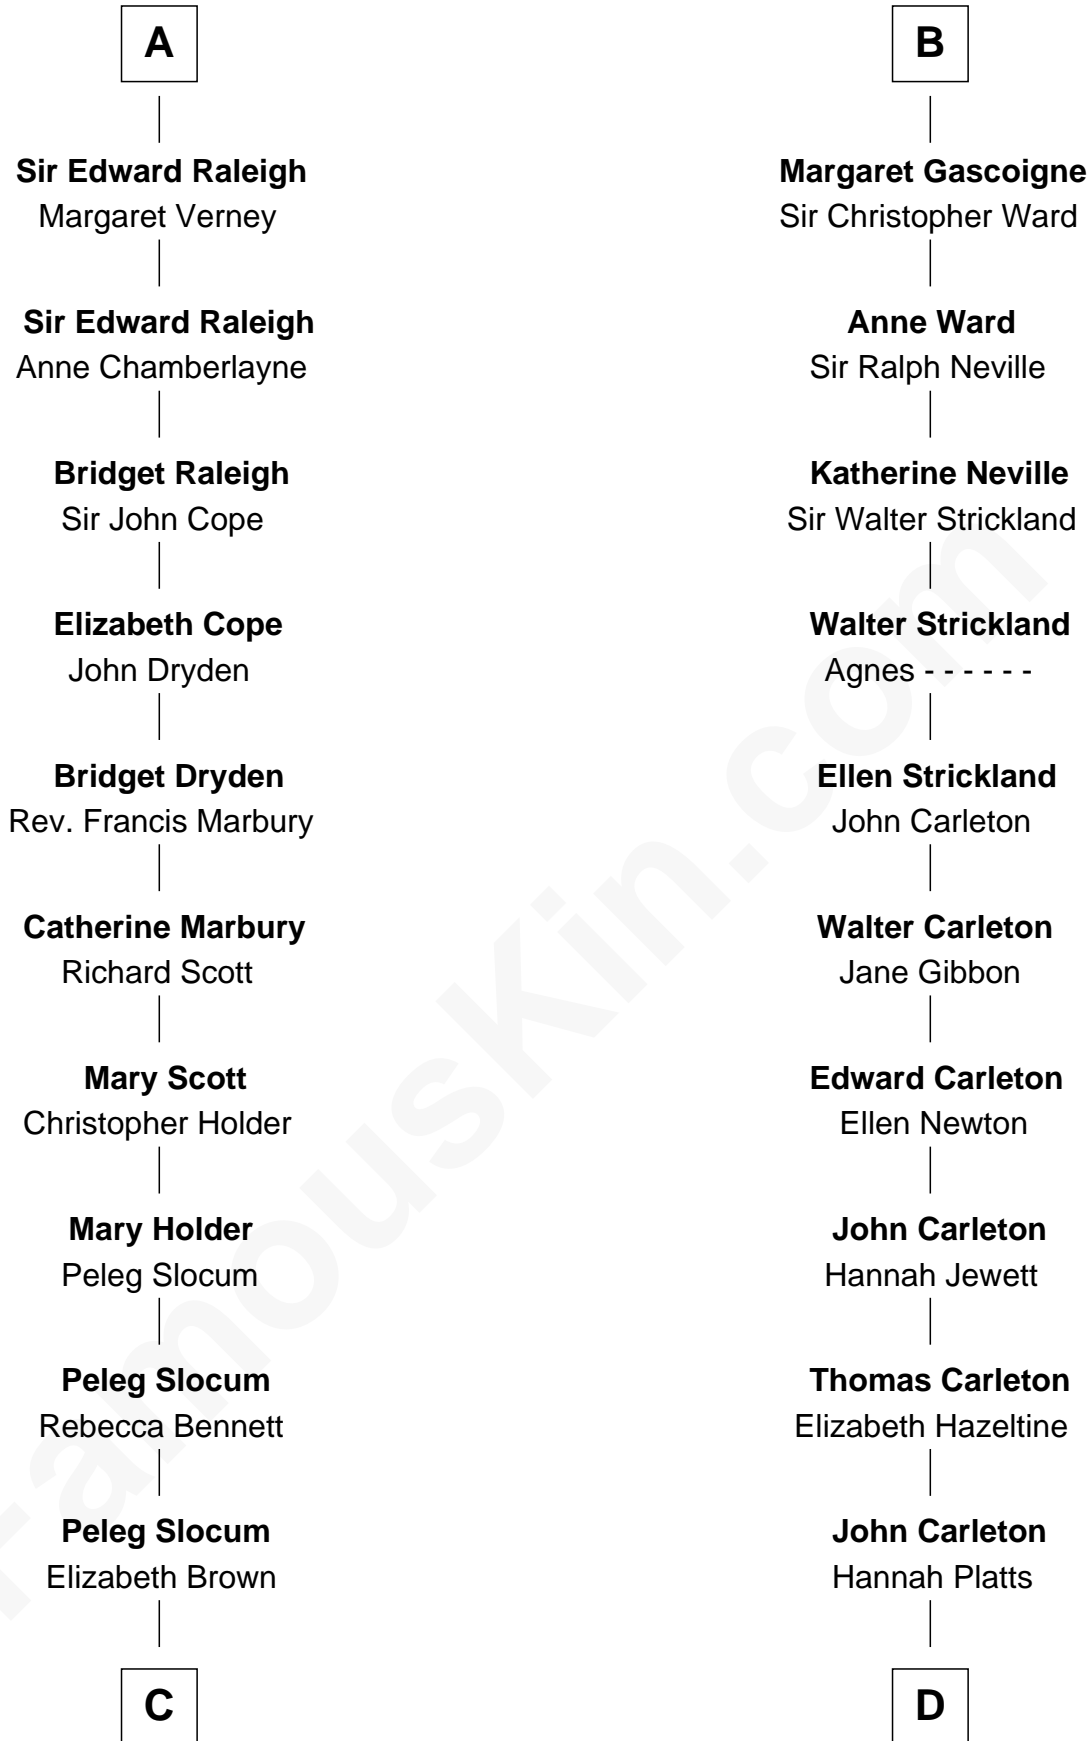 A
Sir Edward Raleigh
Margaret Verney
Sir Edward Raleigh
Anne Chamberlayne
Bridget Raleigh
Sir John Cope
Elizabeth Cope
John Dryden
Bridget Dryden
Rev. Francis Marbury
Catherine Marbury
Richard Scott
Mary Scott
Christopher Holder
Mary Holder
Peleg Slocum
Peleg Slocum
Rebecca Bennett
Peleg Slocum
Elizabeth Brown
C
B
Margaret Gascoigne
Sir Christopher Ward
Anne Ward
Sir Ralph Neville
Katherine Neville
Sir Walter Strickland
Walter Strickland
Agnes - - - - - -
Ellen Strickland
John Carleton
Walter Carleton
Jane Gibbon
Edward Carleton
Ellen Newton
John Carleton
Hannah Jewett
Thomas Carleton
Elizabeth Hazeltine
John Carleton
Hannah Platts
D
FamousKin.com